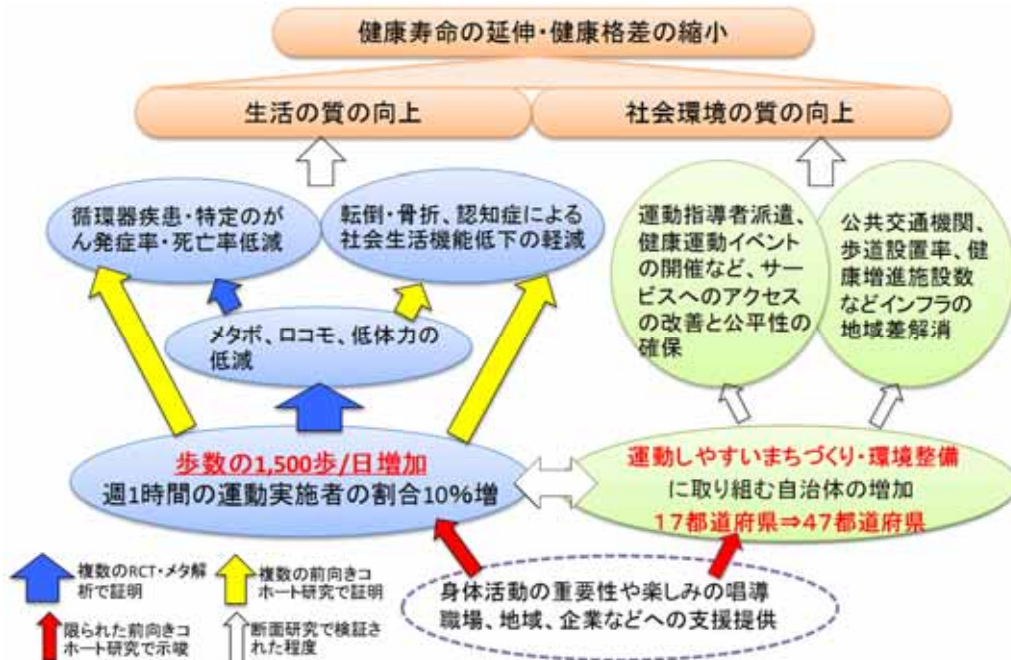 健康寿命の延伸・健康格差の縮小
生活の質の向上
社会環境の質の向上
循環器疾患・特定のが
ん発症率・死亡率低減
転倒・骨折、認知症による
社会生活機能低下の軽減
メタボ、ロコモ、低体力の
低減
運動指導者派遣、
健康運動イベント
の開催など、サー
ビスへのアクセス
の改善と公平性の
確保
公共交通機関、
歩道設置率、健
康増進施設数
などインフラの
地域差解消
歩数の1,500歩/日増加
週1時間の運動実施者の割合10%増
運動しやすいまちづくり・環境整備
に取り組む自治体の増加
17都道府県⇒47都道府県
身体活動の重要性や楽しみの唱導
職場、地域、企業などへの支援提供
複数のRCT・メタ解
析で証明
複数の前向きコ
ホート研究で証明
限られた前向きコ
ホート研究で示唆
断面研究で検証さ
れた程度